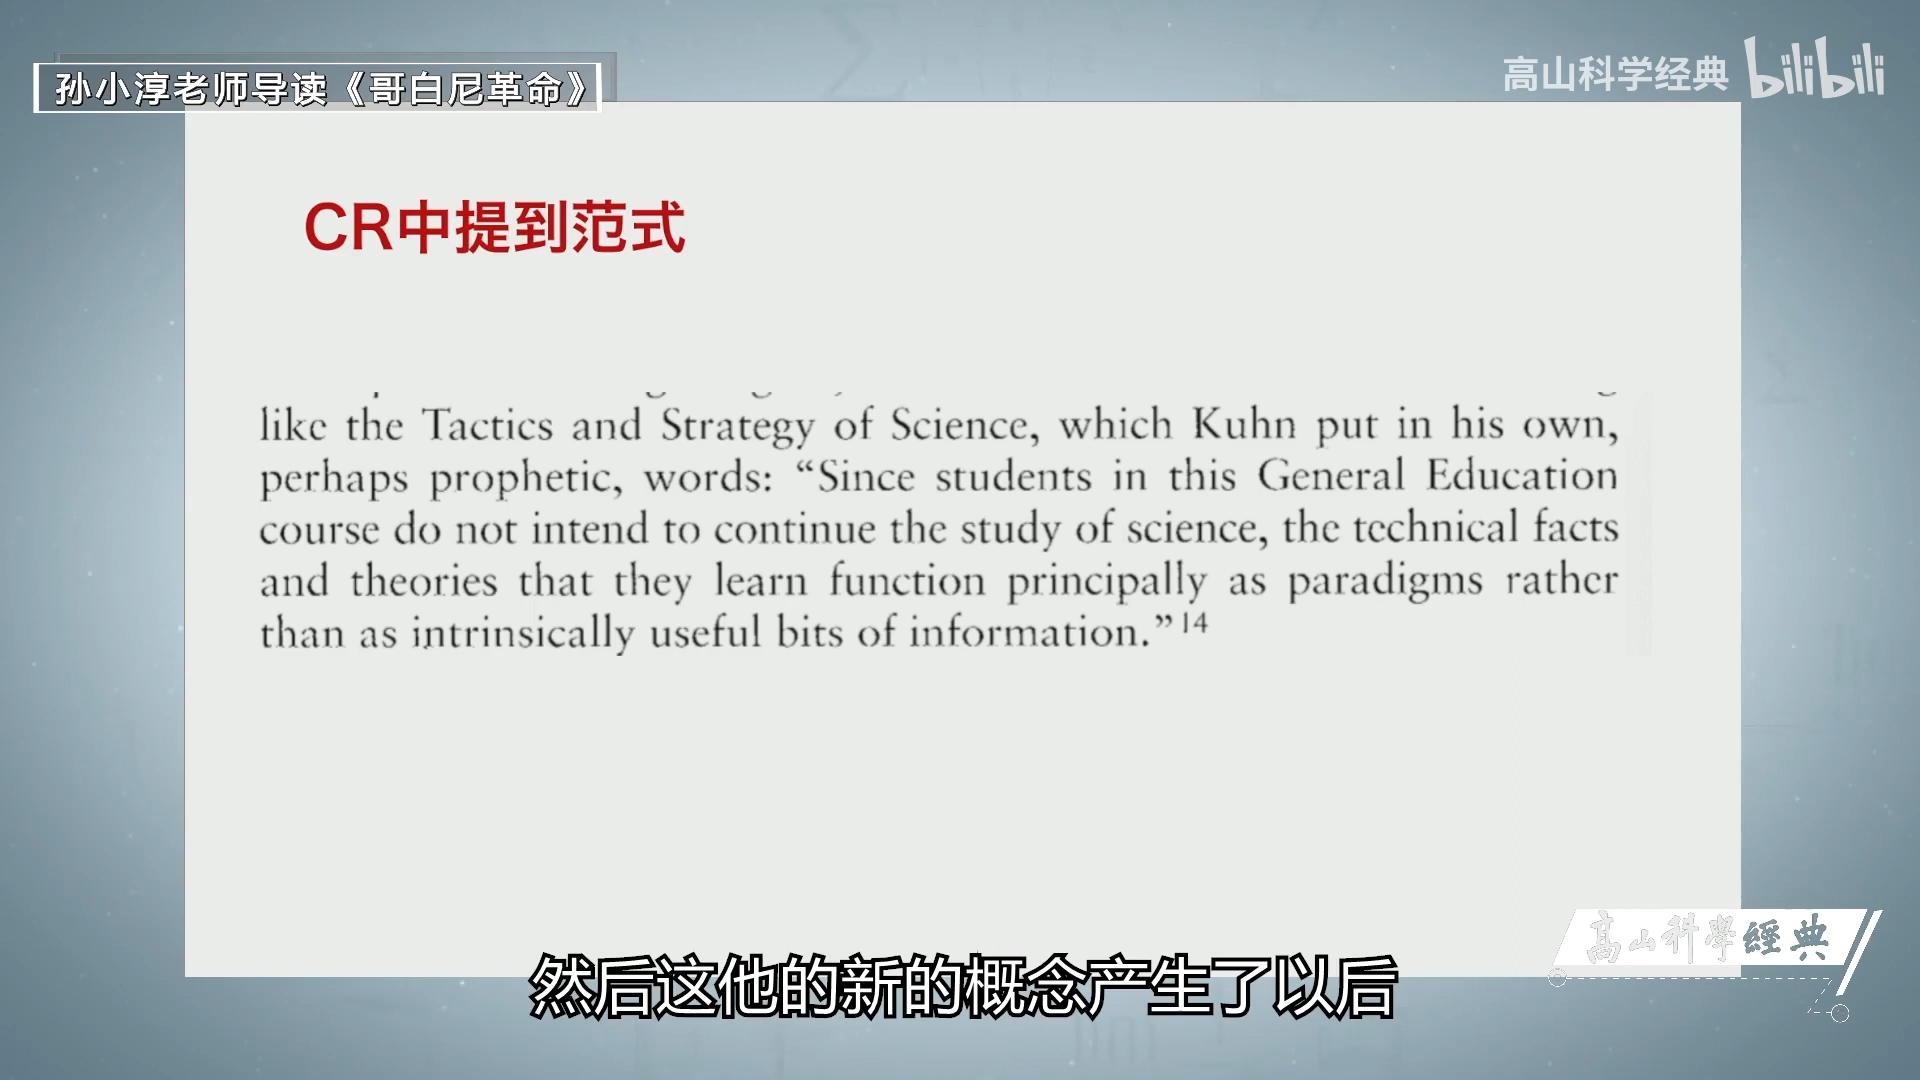 孙小淳老师导读《哥白尼革命》
高山科学经典 bilibili
CR中提到范式
like the Tactics and Strategy of Science, which Kuhn put in his own,
perhaps prophetic, words: “Since students in this General Education
course do not intend to continue the study of science, the technical facts
and theories that they learn function principally as paradigms rather
than as intrinsically useful bits of information.”14
高山科學經典
然后这他的新的概念产生了以后